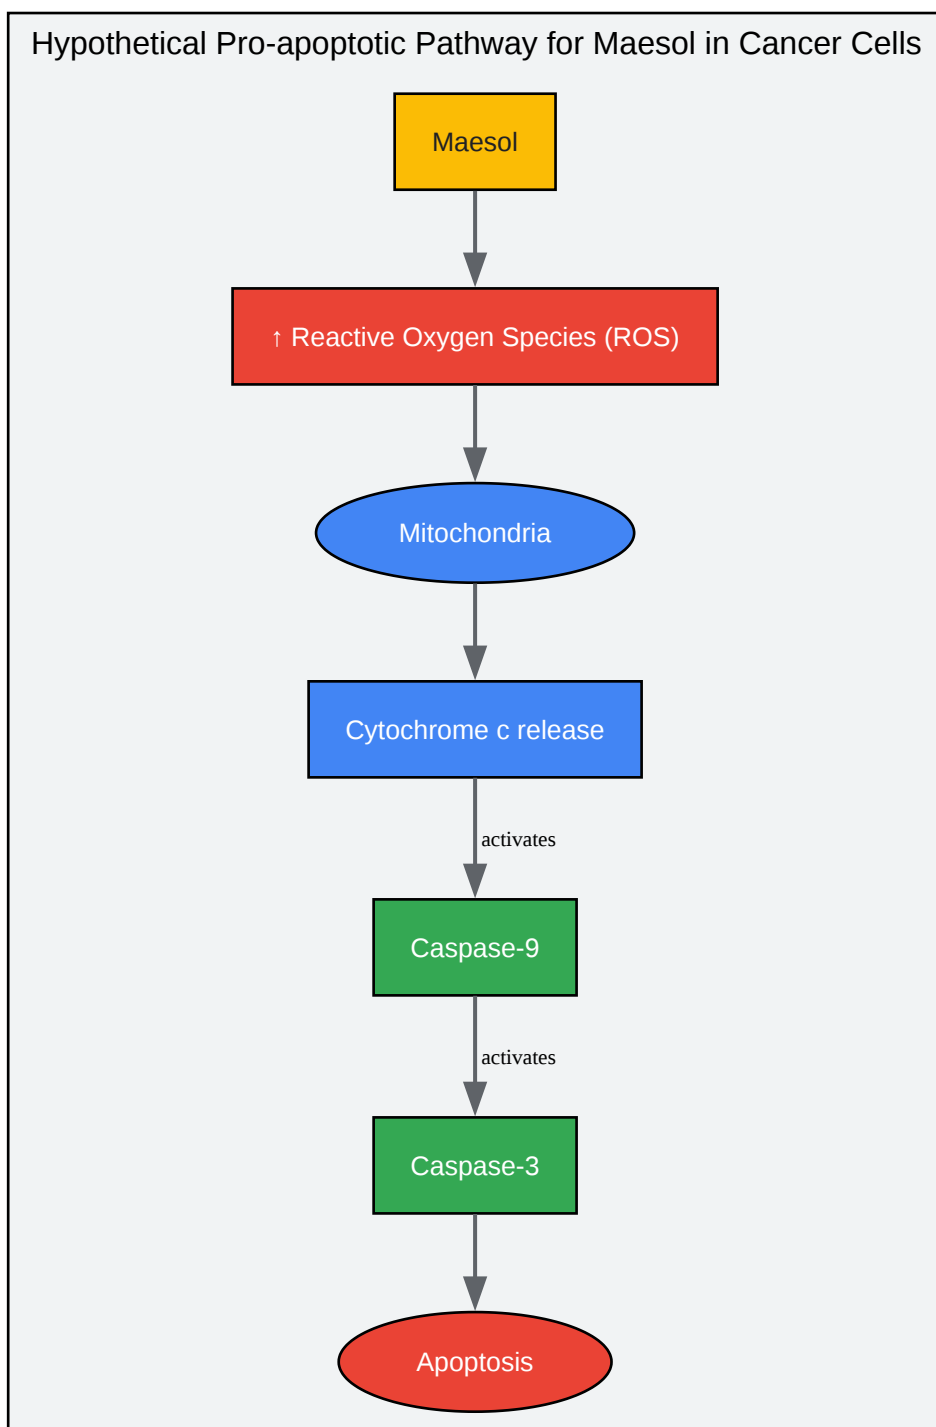 Hypothetical Pro-apoptotic Pathway for Maesol in Cancer Cells
Maesol
↑ Reactive Oxygen Species (ROS)
Mitochondria
Cytochrome c release
activates
Caspase-9
activates
Caspase-3
Apoptosis